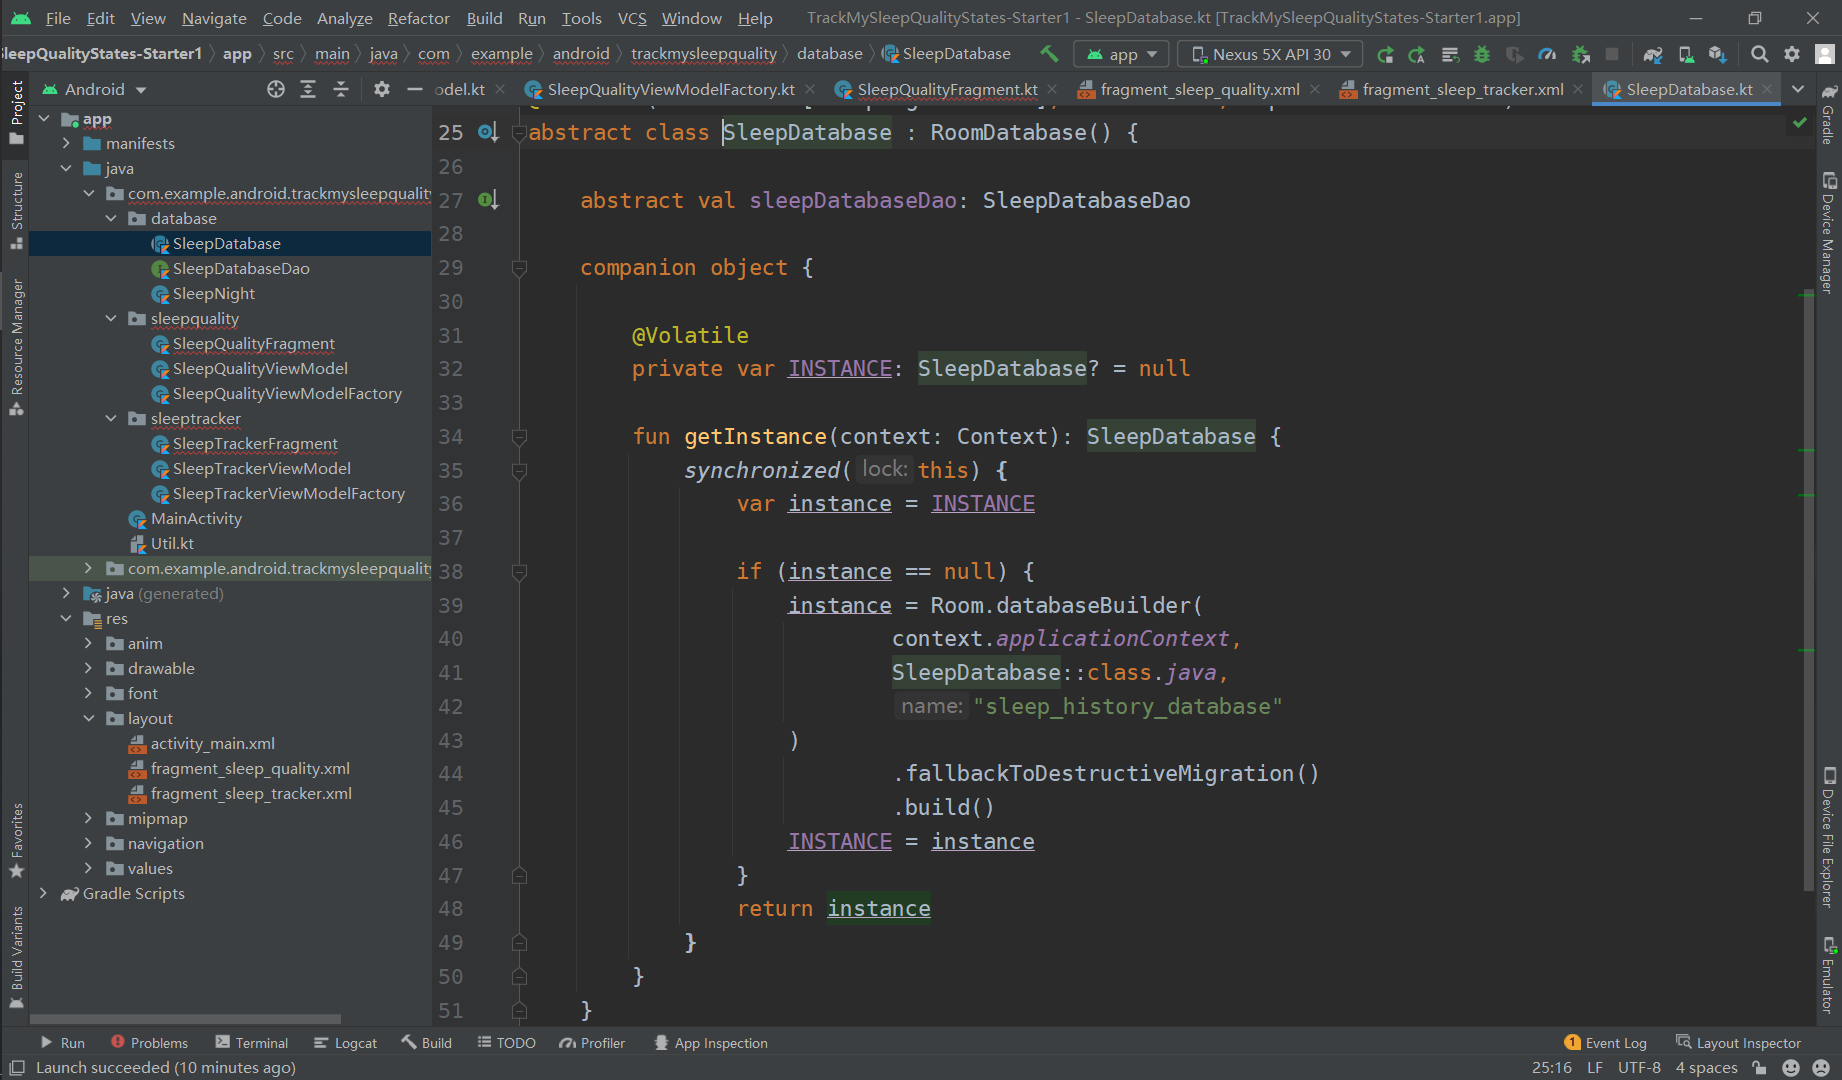 File Edit View Navigate Code Analyze Refactor Build Run Tools VCS Window Help TrackMySleepQualityStates-Starter1 - SleepDatabase.kt [TrackMySleepQualityStates-Starter1.app]
SleepQualityStates-Starter1 app src main java com example android trackmysleepquality database SleepDatabase app Nexus 5X API 30
Android odel.kt SleepQualityViewModelFactory.kt SleepQualityFragment.kt fragment_sleep_quality.xml fragment_sleep_tracker.xml SleepDatabase.kt
Project
Structure
Resource Manager
Favorites
Build Variants
app
manifests
java
com.example.android.trackmysleepquality
database
SleepDatabase
SleepDatabaseDao
SleepNight
sleepquality
SleepQualityFragment
SleepQualityViewModel
SleepQualityViewModelFactory
sleeptracker
SleepTrackerFragment
SleepTrackerViewModel
SleepTrackerViewModelFactory
MainActivity
Util.kt
com.example.android.trackmysleepquality
java (generated)
res
anim
drawable
font
layout
activity_main.xml
fragment_sleep_quality.xml
fragment_sleep_tracker.xml
mipmap
navigation
values
Gradle Scripts
25 abstract class SleepDatabase : RoomDatabase() {
26
27 abstract val sleepDatabaseDao: SleepDatabaseDao
28
29 companion object {
30
31 @Volatile
32 private var INSTANCE: SleepDatabase? = null
33
34 fun getInstance(context: Context): SleepDatabase {
35 synchronized( lock: this) {
36 var instance = INSTANCE
37
38 if (instance == null) {
39 instance = Room.databaseBuilder(
40 context.applicationContext,
41 SleepDatabase::class.java,
42 name: "sleep_history_database"
43 )
44 .fallbackToDestructiveMigration()
45 .build()
46 INSTANCE = instance
47 }
48 return instance
49 }
50 }
51 }
Gradle
Device Manager
Device File Explorer
Emulator
Run Problems Terminal Logcat Build TODO Profiler App Inspection 1 Event Log Layout Inspector
Launch succeeded (10 minutes ago) 25:16 LF UTF-8 4 spaces